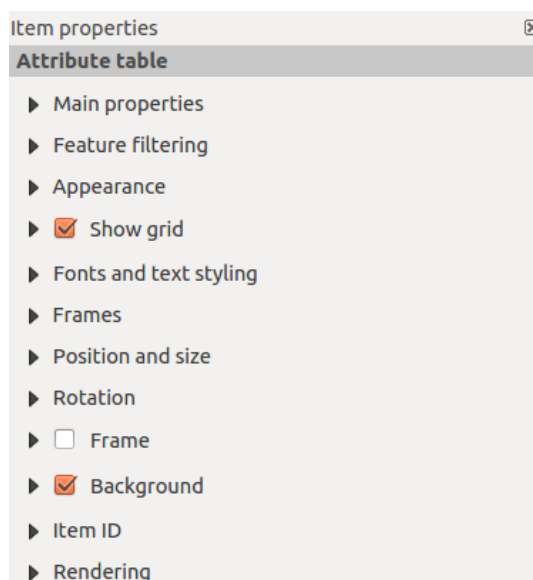 Item properties
Attribute table
Main properties
Feature filtering
Appearance
Show grid
Fonts and text styling
Frames
Position and size
Rotation
Frame
Background
Item ID
Rendering